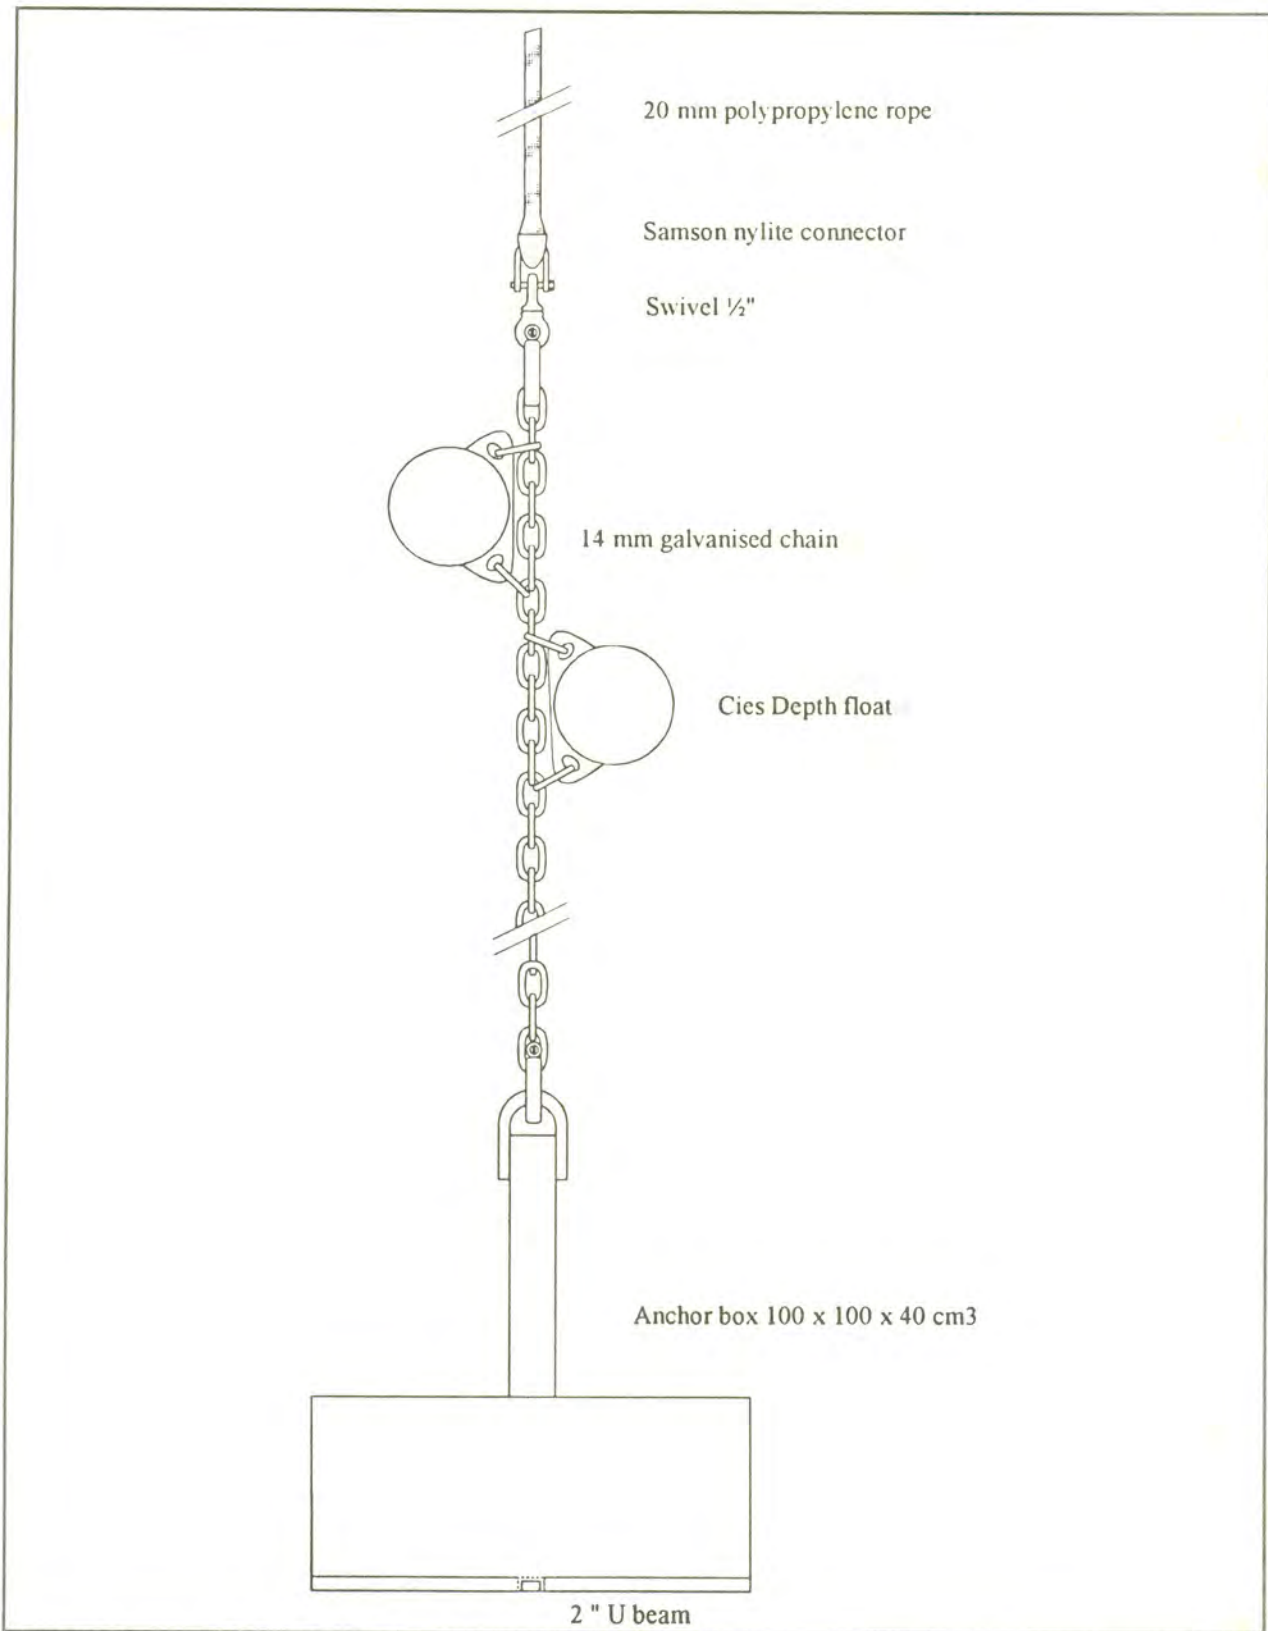 20 mm polypropylene rope
Samson nylite connector
Swivel ½"
14 mm galvanised chain
Cies Depth float
Anchor box 100 x 100 x 40 cm3
2 " U beam